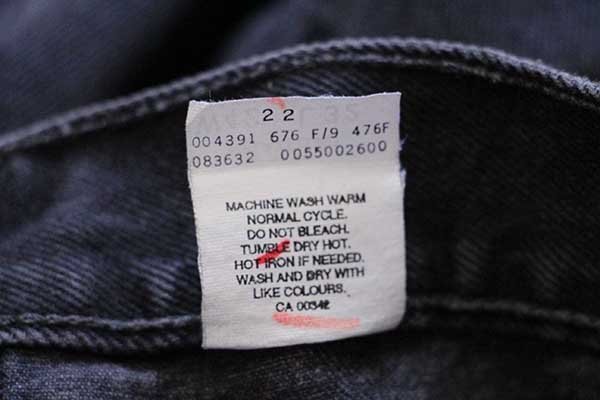 22
004391 676 F/9 476F
083632 0055002600
MACHINE WASH WARM
NORMAL CYCLE.
DO NOT BLEACH.
TUMBLE DRY HOT.
HOT IRON IF NEEDED.
WASH AND DRY WITH
LIKE COLOURS.
CA 00342